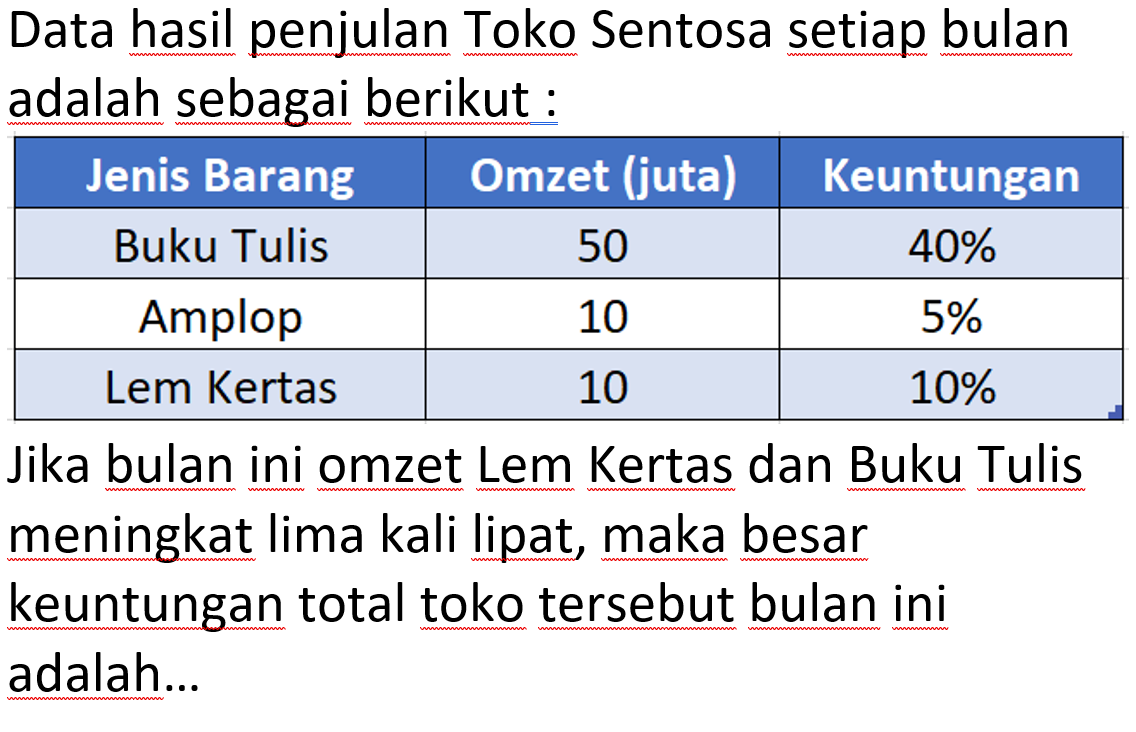 Data hasil penjulan Toko Sentosa setiap bulan
adalah sebagai berikut :
Jenis Barang Omzet (juta) Keuntungan
Buku Tulis 50 40%
Amplop 10 5%
Lem Kertas 10 10%
Jika bulan ini omzet Lem Kertas dan Buku Tulis
meningkat lima kali lipat, maka besar
keuntungan total toko tersebut bulan ini
adalah...